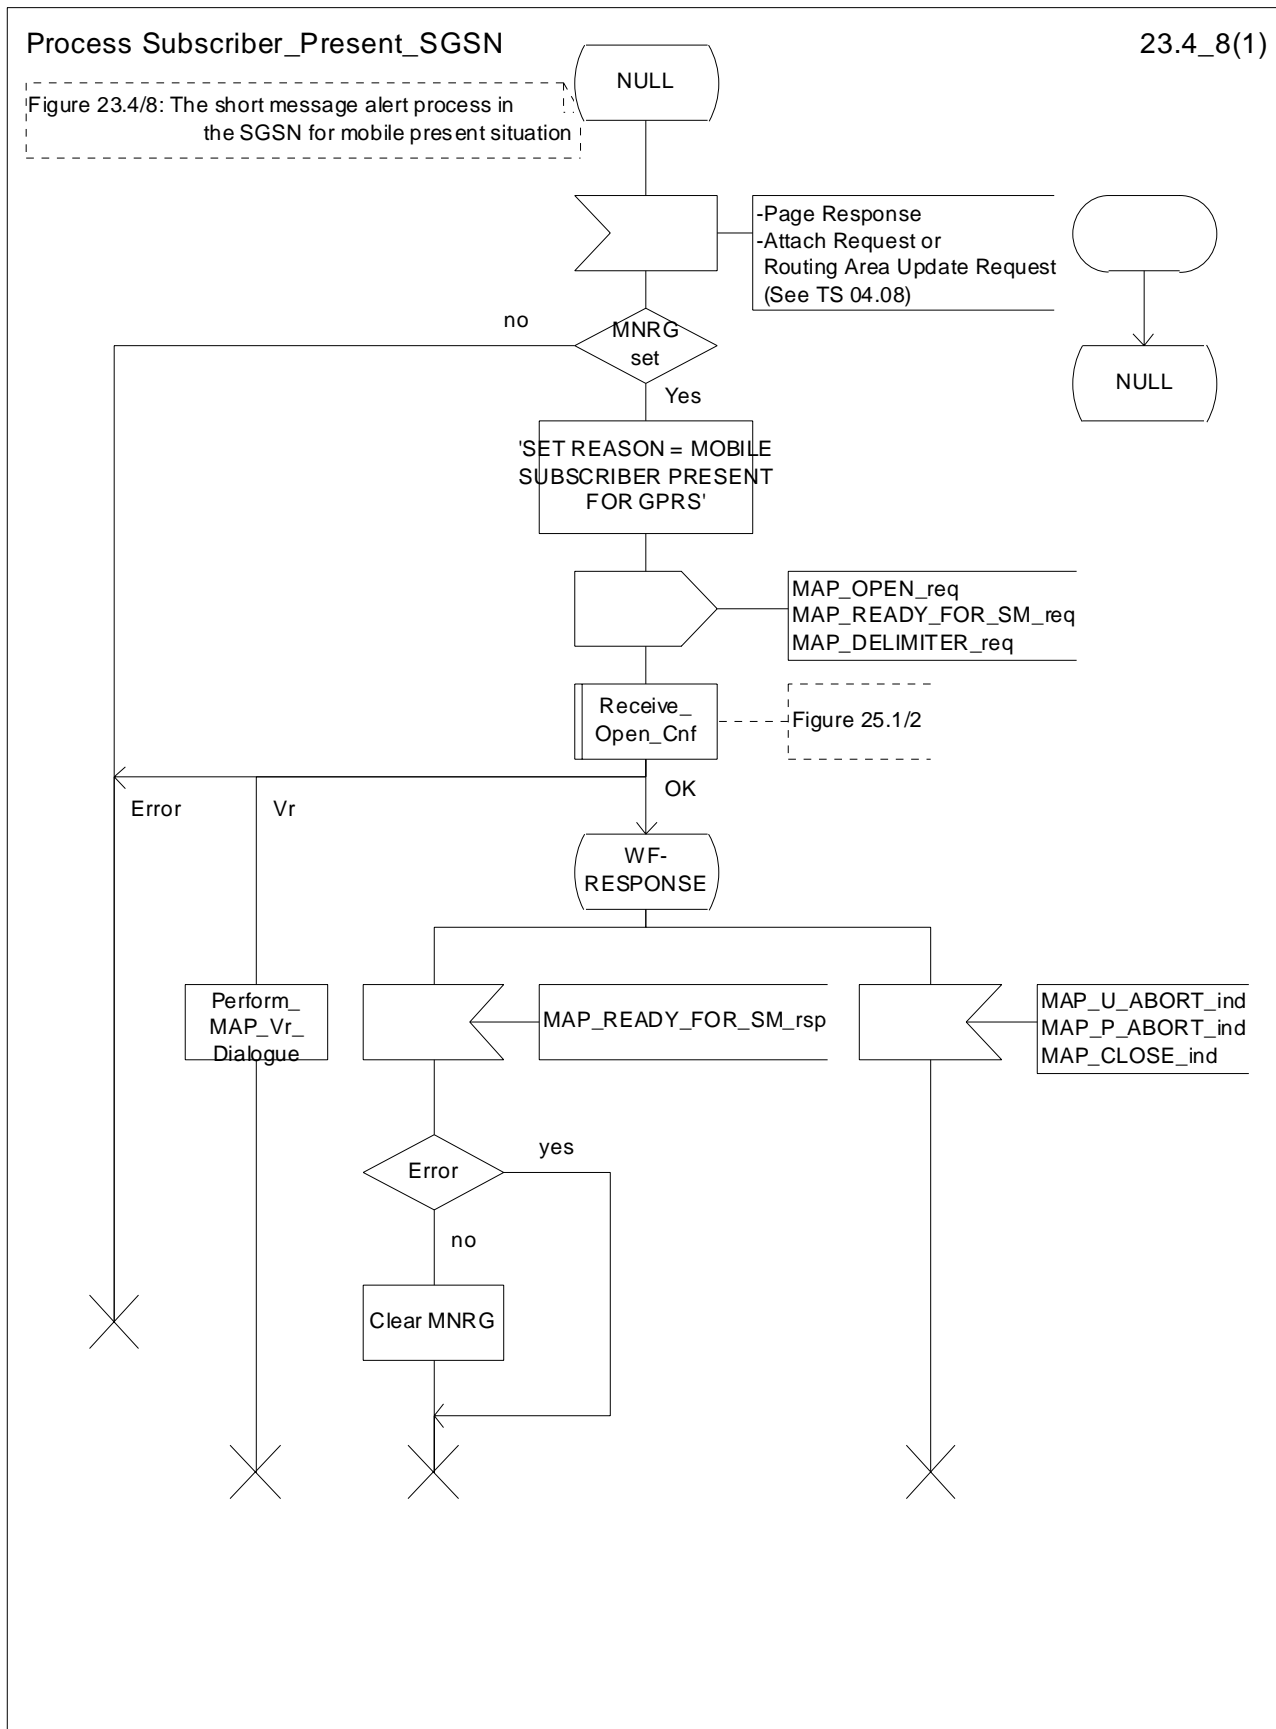 Process Subscriber_Present_SGSN
23.4_8(1)
Figure 23.4/8: The short message alert process in
the SGSN for mobile present situation
NULL
-Page Response
-Attach Request or
Routing Area Update Request
(See TS 04.08)
no
MNRG
set
NULL
Yes
'SET REASON = MOBILE
SUBSCRIBER PRESENT
FOR GPRS'
MAP_OPEN_req
MAP_READY_FOR_SM_req
MAP_DELIMITER_req
Receive_
Open_Cnf
Figure 25.1/2
Error
Vr
OK
WF-
RESPONSE
Perform_
MAP_Vr_
Dialogue
MAP_READY_FOR_SM_rsp
MAP_U_ABORT_ind
MAP_P_ABORT_ind
MAP_CLOSE_ind
Error
yes
no
Clear MNRG